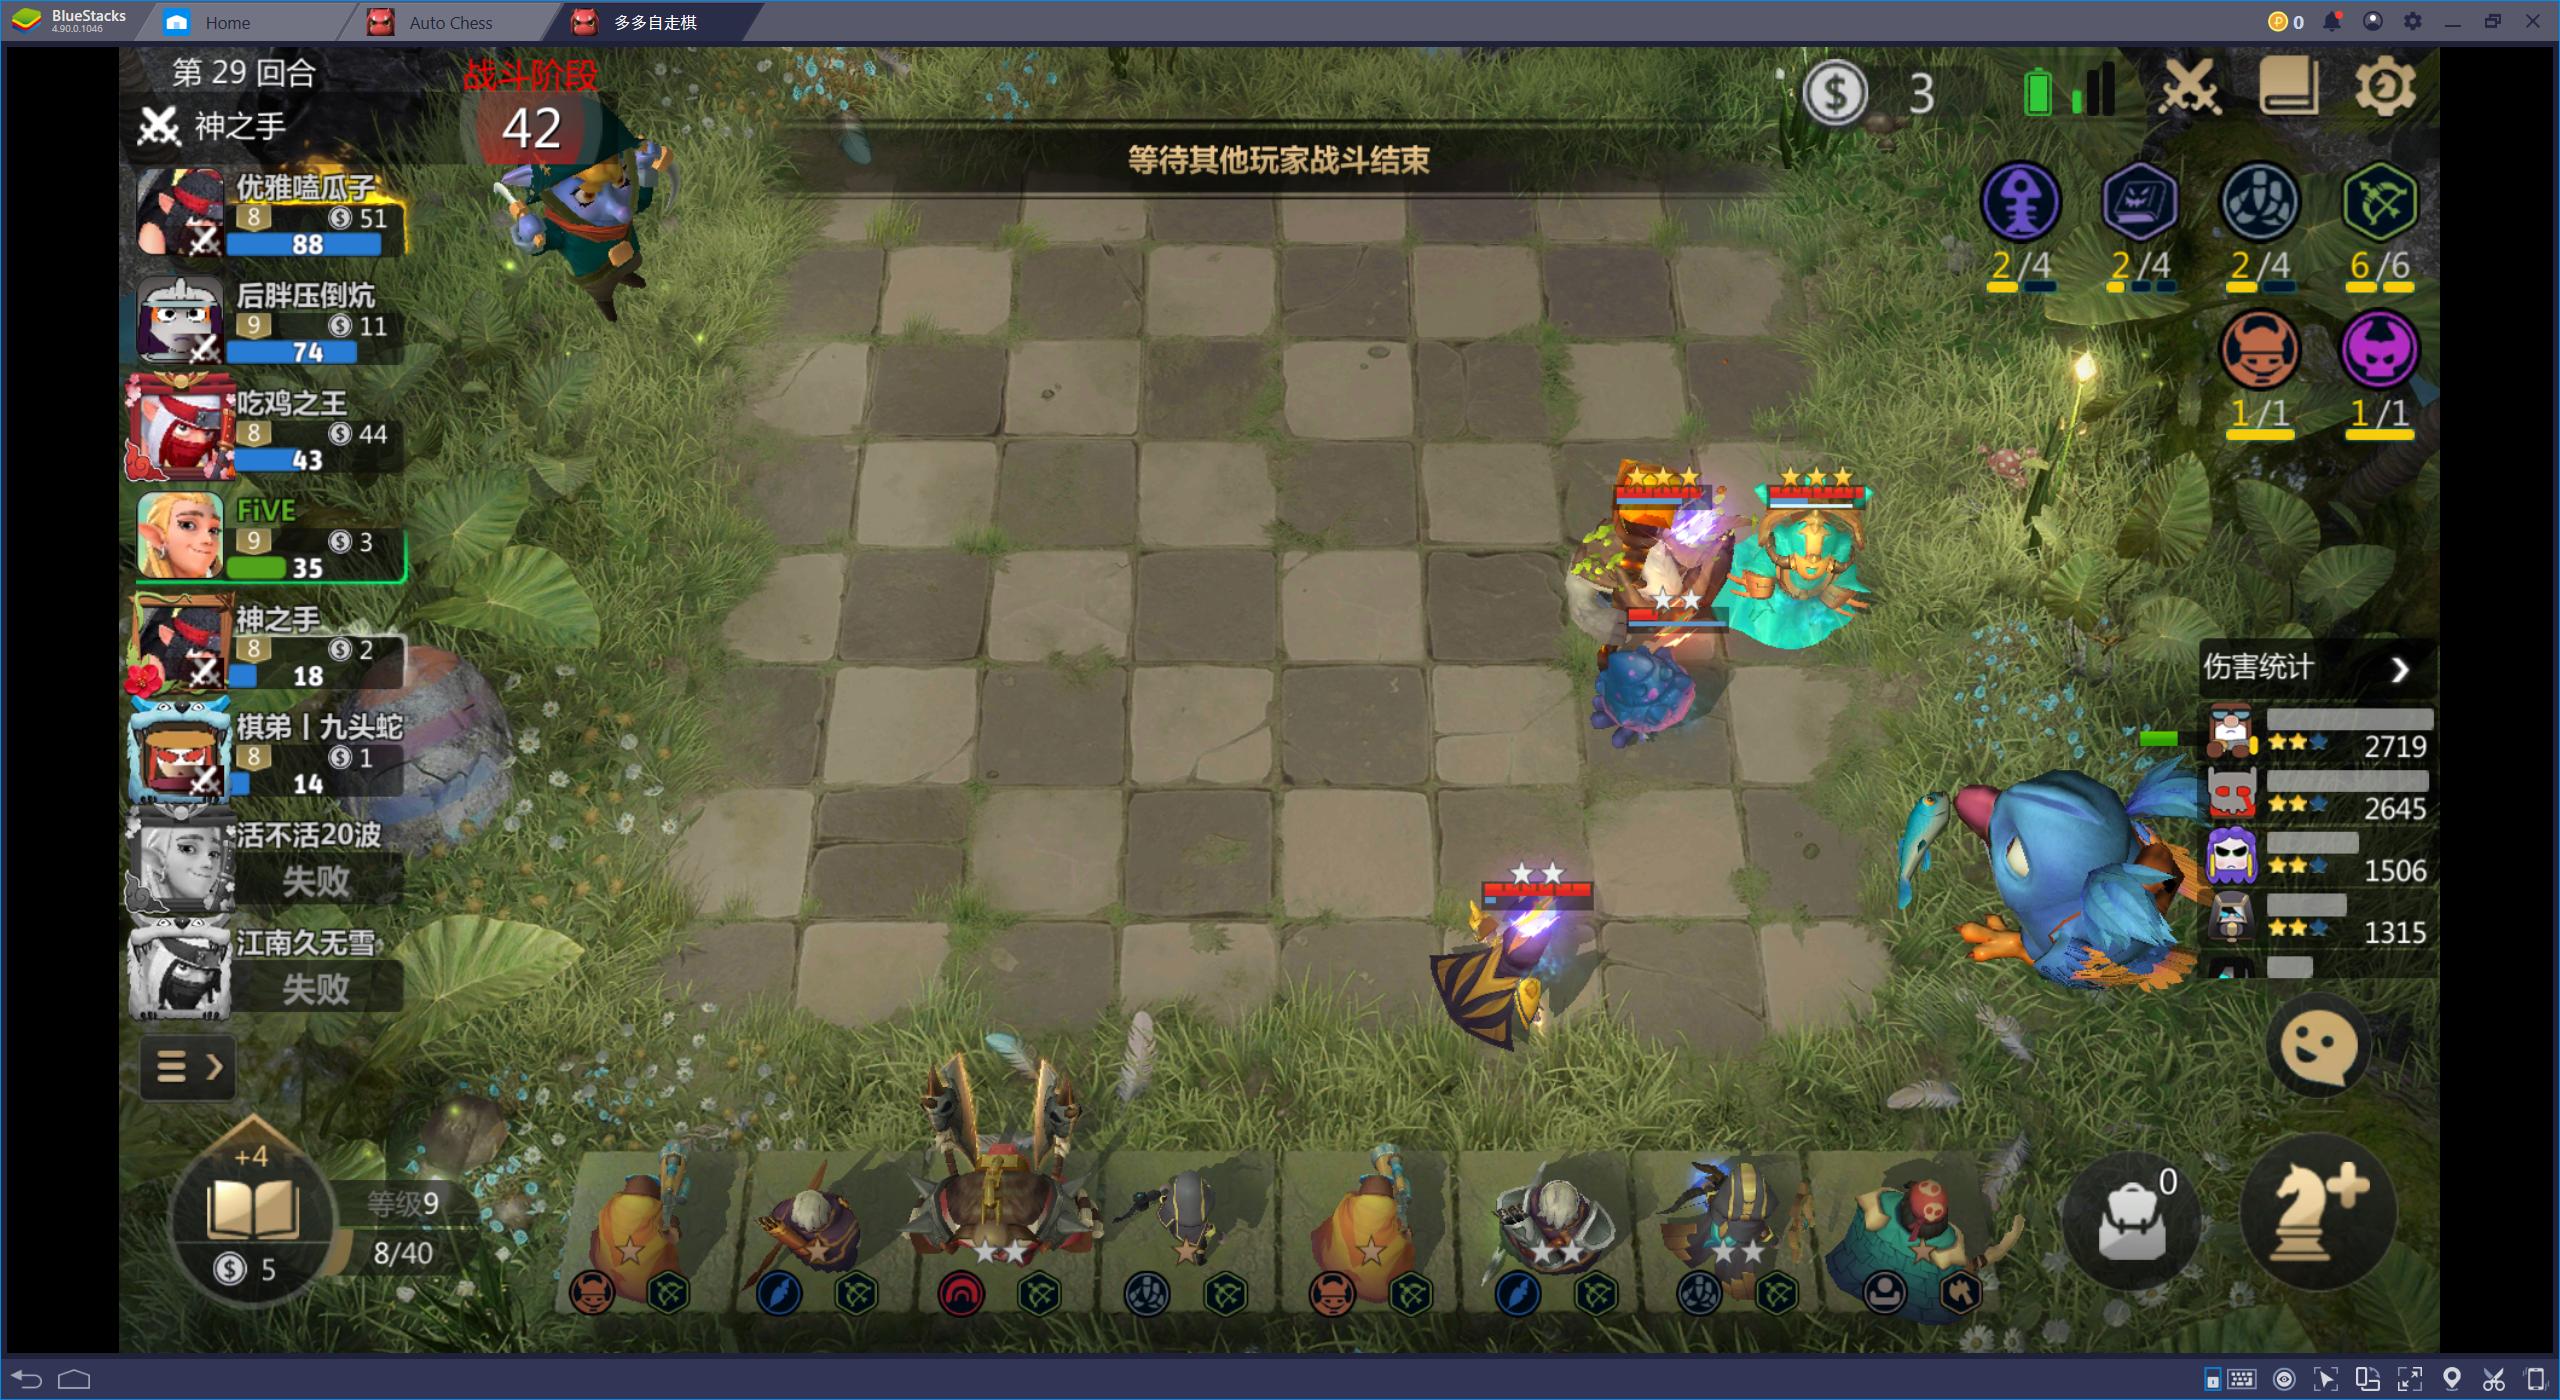 BlueStacks
4.90.0.1046
Home
Auto Chess
多多自走棋
0
第 29 回合
战斗阶段
神之手
42
3
等待其他玩家战斗结束
优雅嗑瓜子
8 51
88
后胖压倒炕
9 11
74
吃鸡之王
8 44
43
FiVE
9 3
35
神之手
8 2
18
棋弟丨九头蛇
8 1
14
活不活20波
失败
江南久无雪
失败
2/4
2/4
2/4
6/6
1/1
1/1
伤害统计
2719
2645
1506
1315
+4
5
等级9
8/40
0